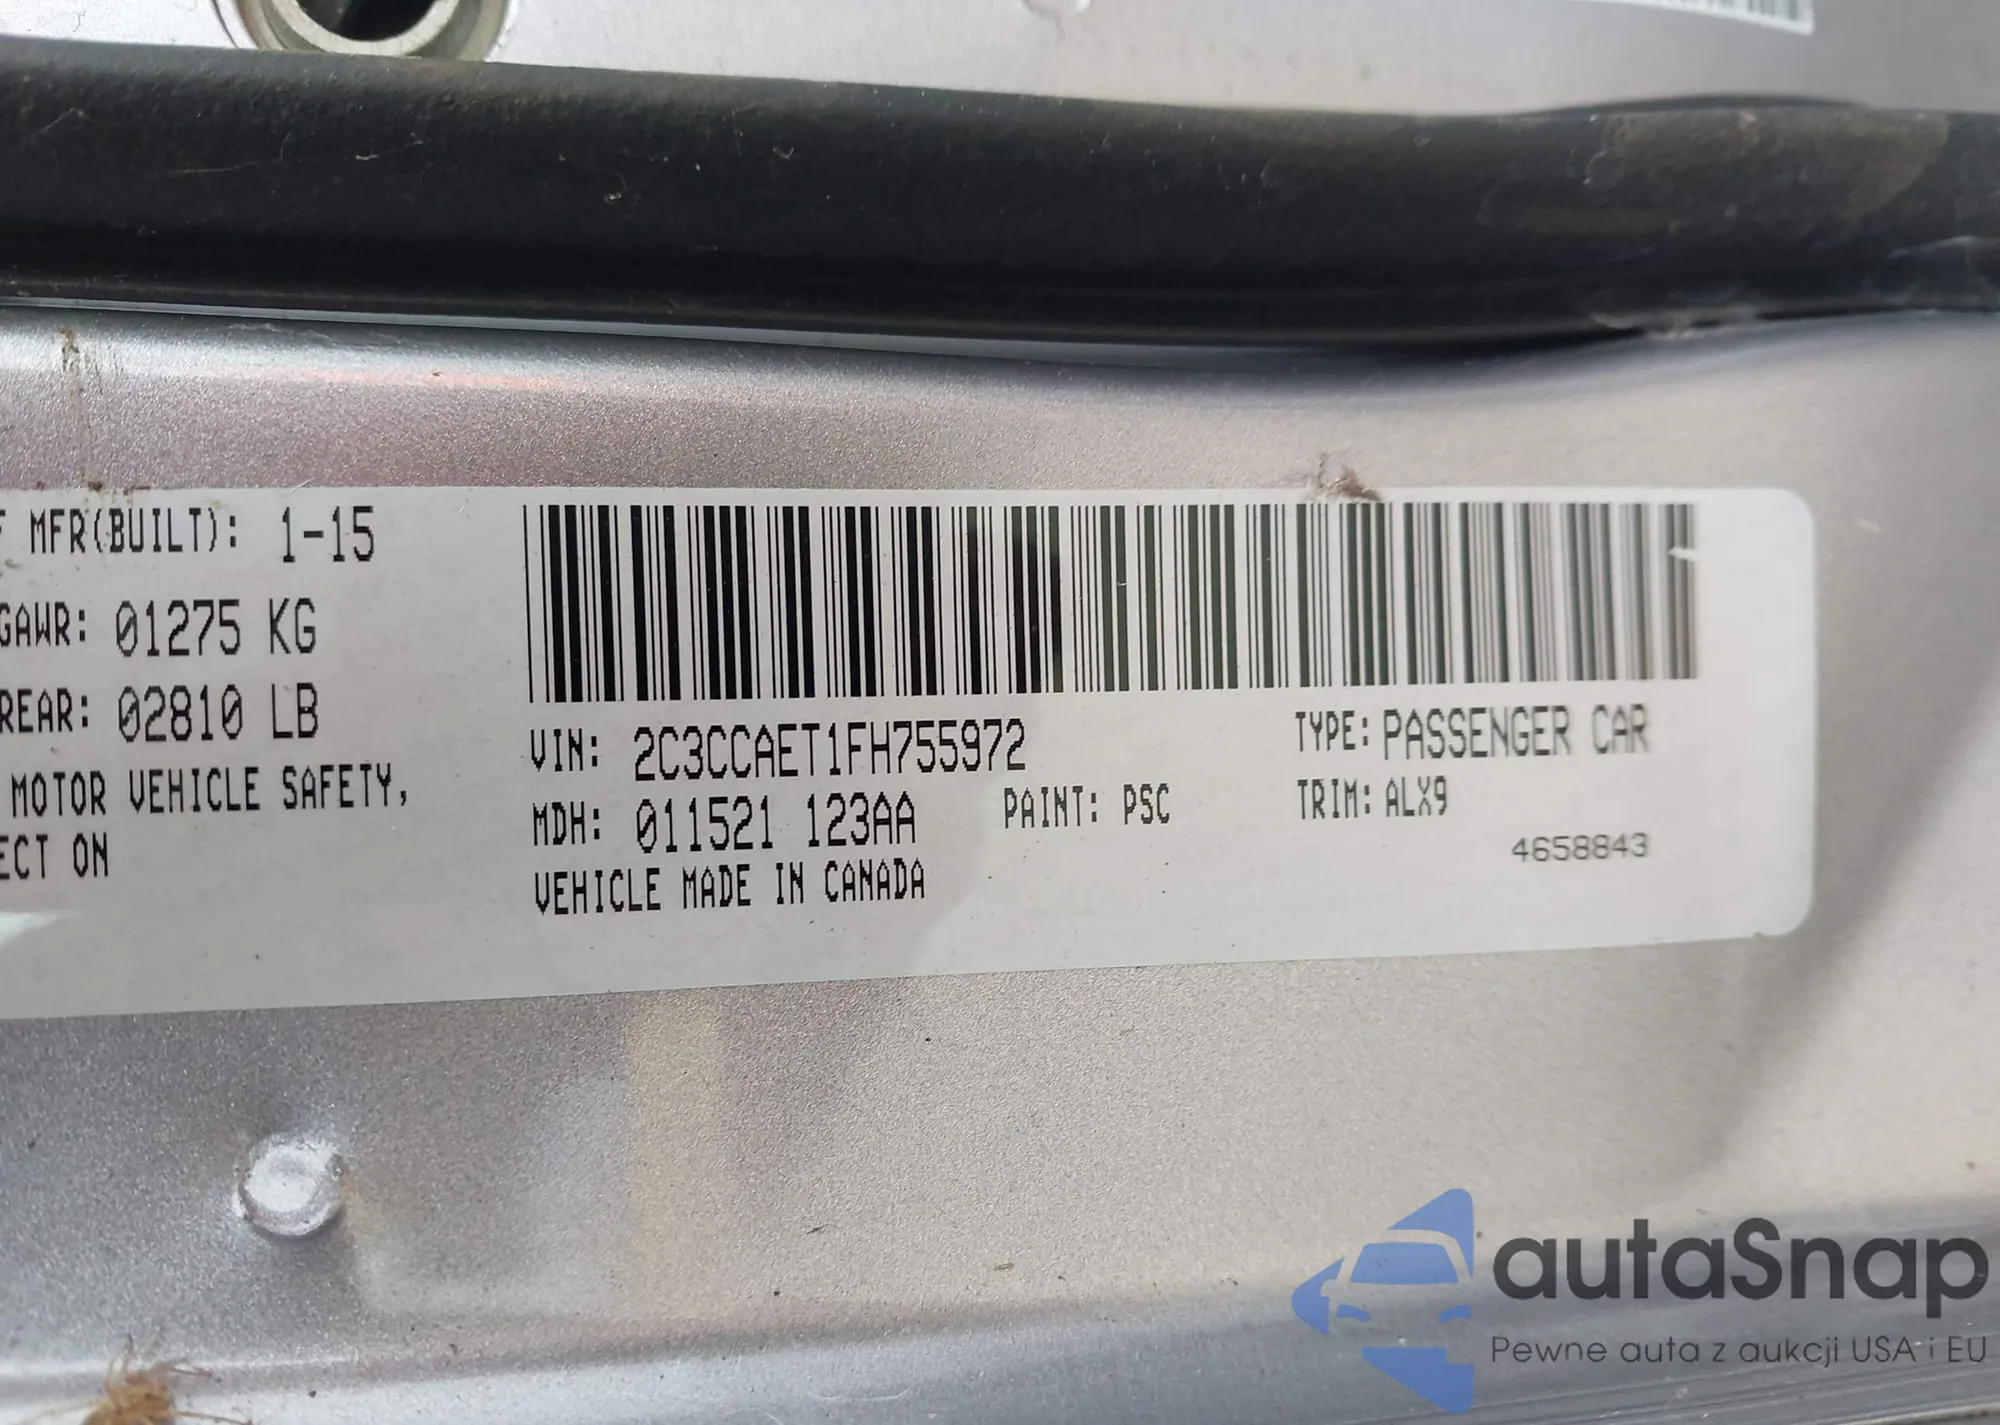 MFR(BUILT): 1-15
GAWR: 01275 KG
REAR: 02810 LB
MOTOR VEHICLE SAFETY,
ECT ON
VIN: 2C3CCAET1FH755972
TYPE: PASSENGER CAR
MDH: 011521 123AA
PAINT: PSC
TRIM: ALX9
VEHICLE MADE IN CANADA
4658843
autaSnap
Pewne auta z aukcji USA i EU